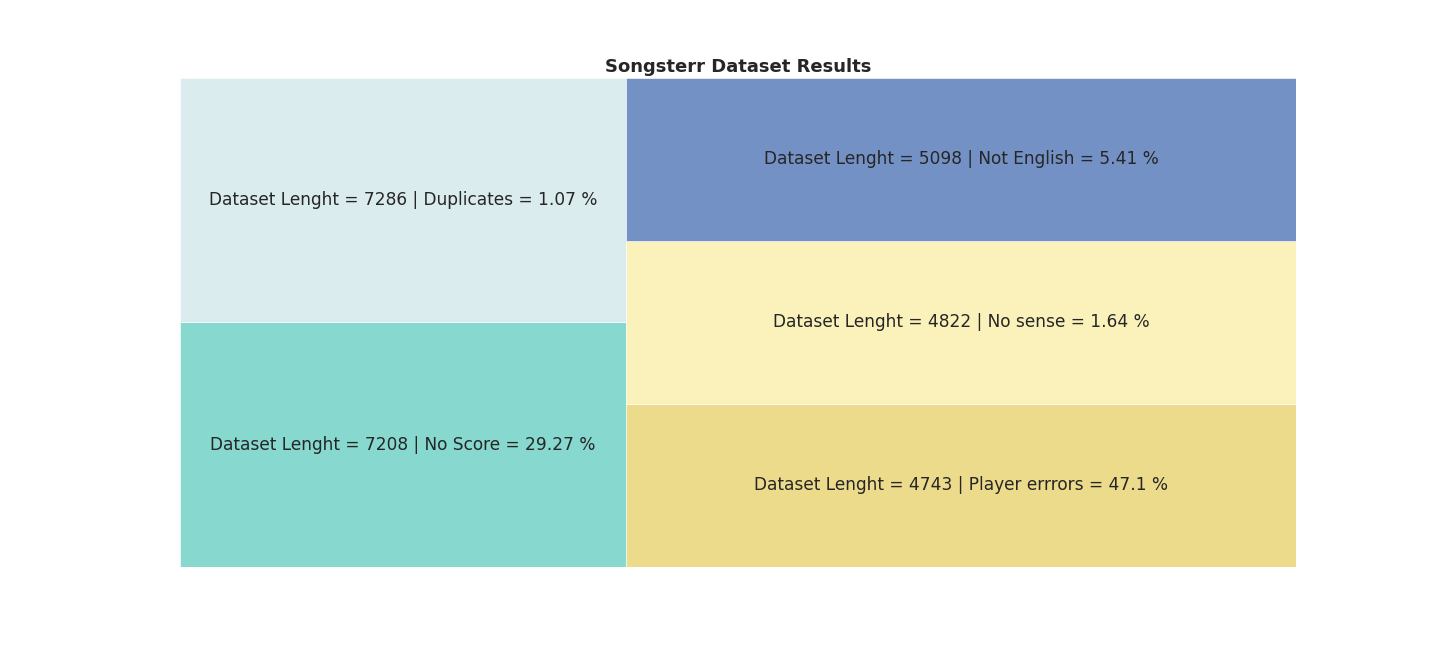 Songsterr Dataset Results
Dataset Lenght = 7286 | Duplicates = 1.07 %
Dataset Lenght = 7208 | No Score = 29.27 %
Dataset Lenght = 5098 | Not English = 5.41 %
Dataset Lenght = 4822 | No sense = 1.64 %
Dataset Lenght = 4743 | Player errrors = 47.1 %